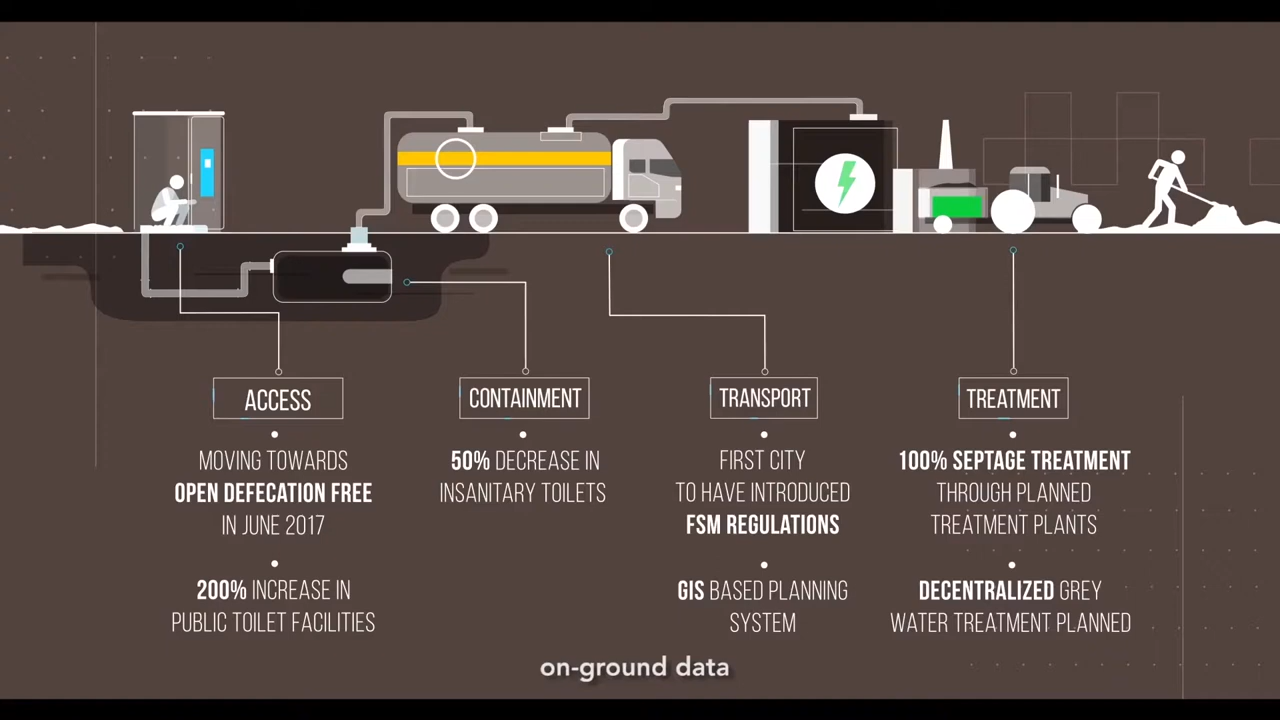 ACCESS
MOVING TOWARDS
OPEN DEFECATION FREE
IN JUNE 2017
200% INCREASE IN
PUBLIC TOILET FACILITIES
CONTAINMENT
50% DECREASE IN
INSANITARY TOILETS
TRANSPORT
FIRST CITY
TO HAVE INTRODUCED
FSM REGULATIONS
GIS BASED PLANNING
SYSTEM
TREATMENT
100% SEPTAGE TREATMENT
THROUGH PLANNED
TREATMENT PLANTS
DECENTRALIZED GREY
WATER TREATMENT PLANNED
on-ground data